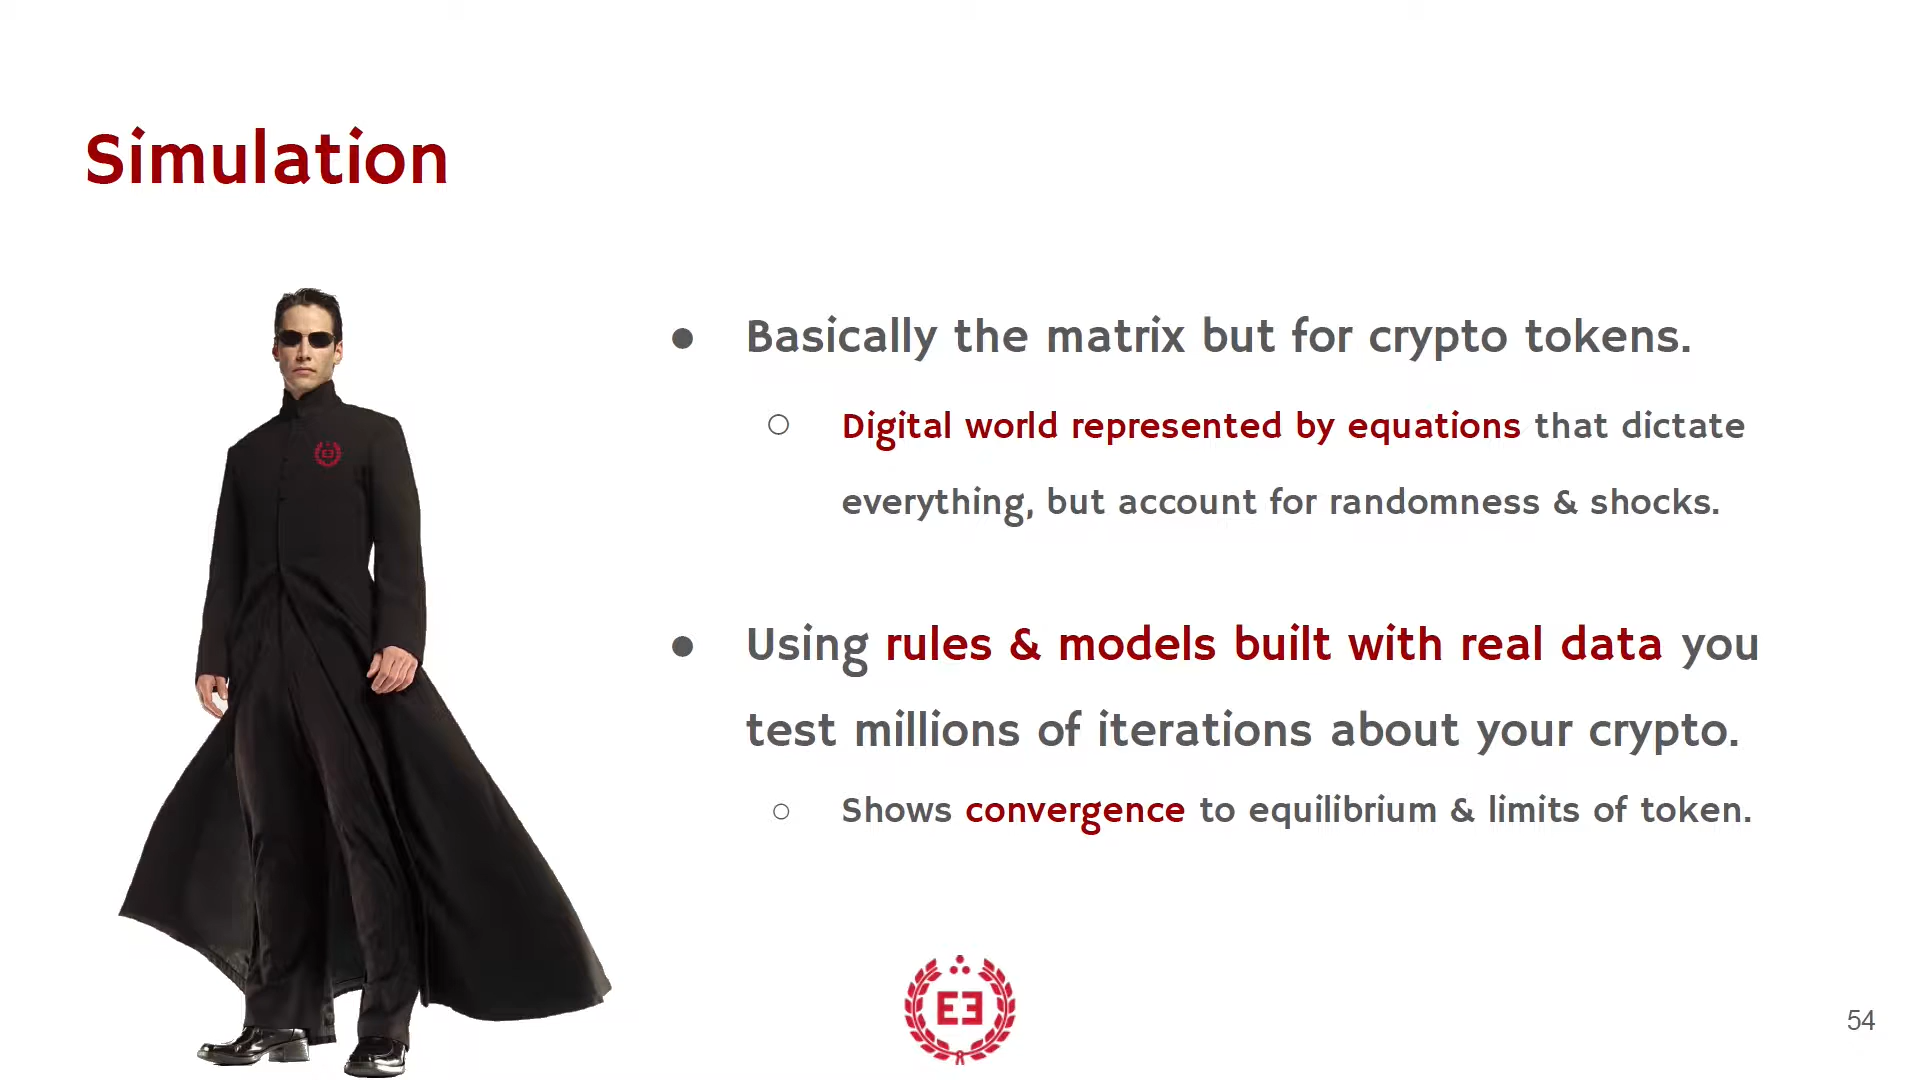 Simulation
● Basically the matrix but for crypto tokens.
○ Digital world represented by equations that dictate
everything, but account for randomness & shocks.
● Using rules & models built with real data you
test millions of iterations about your crypto.
○ Shows convergence to equilibrium & limits of token.
EƎ
EƎ
54